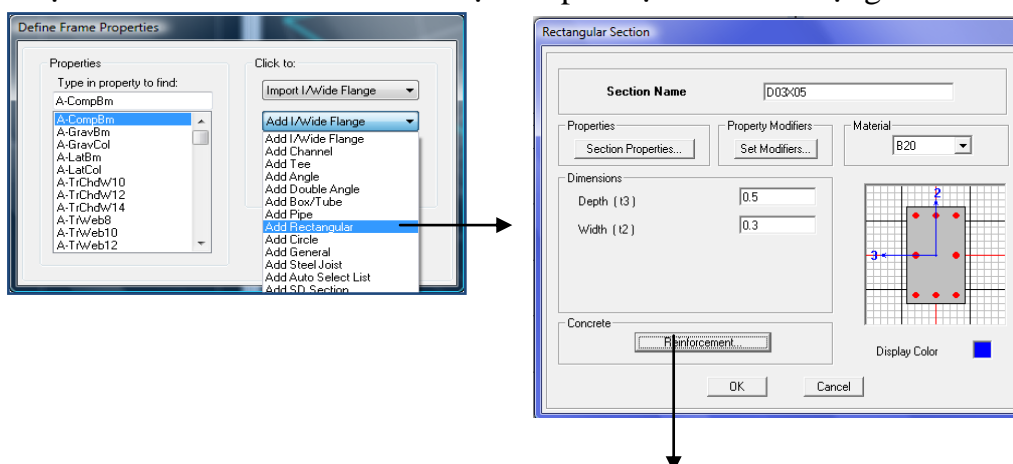 Define Frame Properties
Properties
Type in property to find:
A-CompBm
A-CompBm
A-GravBm
A-GravCol
A-LatBm
A-LatCol
A-TrChdW10
A-TrChdW12
A-TrChdW14
A-TrWeb8
A-TrWeb10
A-TrWeb12
Click to:
Import I/Wide Flange
Add I/Wide Flange
Add I/Wide Flange
Add Channel
Add Tee
Add Angle
Add Double Angle
Add Box/Tube
Add Pipe
Add Rectangular
Add Circle
Add General
Add Steel Joist
Add Auto Select List
Add SD Section
Rectangular Section
Section Name
D03X05
Properties
Section Properties...
Property Modifiers
Set Modifiers...
Material
B20
Dimensions
Depth ( t3 )
0.5
Width ( t2 )
0.3
2
3
Concrete
Reinforcement...
Display Color
OK
Cancel